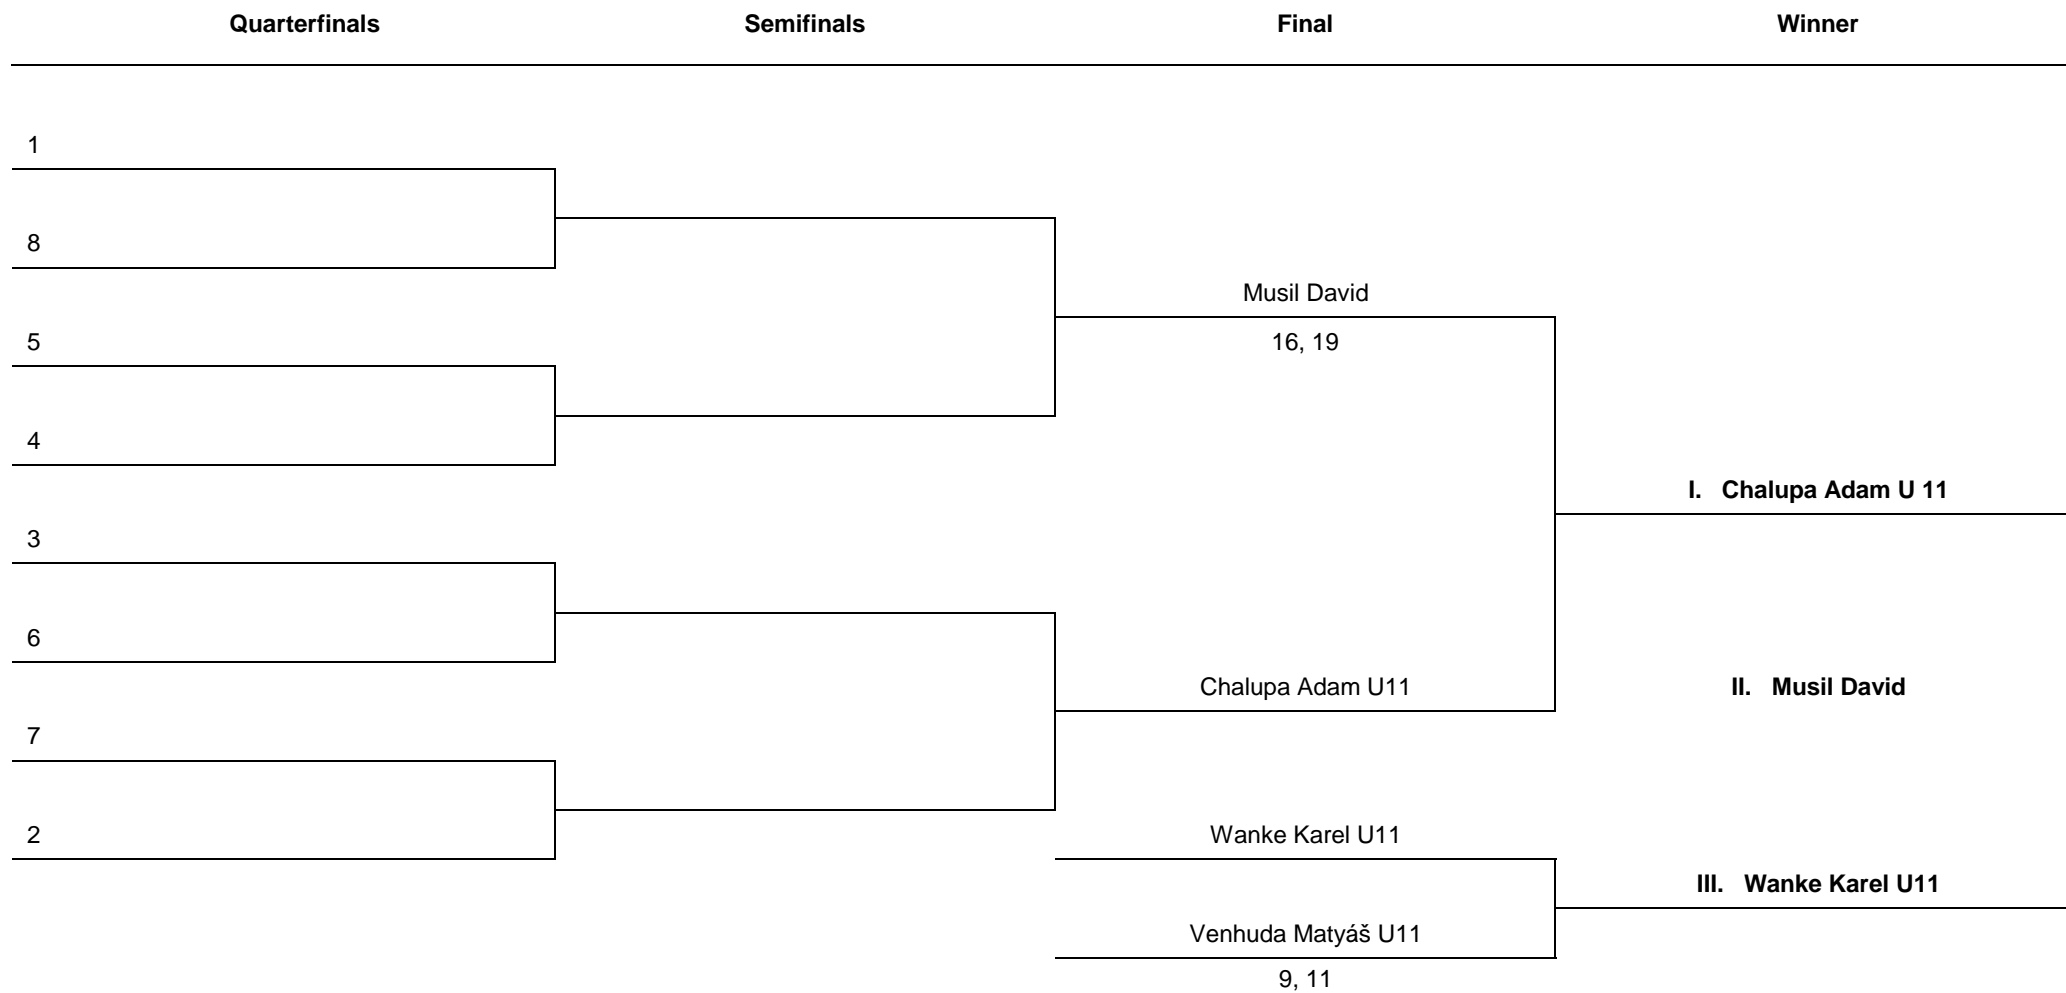 Quarterfinals Semifinals Final Winner
1
8
Musil David
5 16, 19
4
I. Chalupa Adam U 11
3
6
Chalupa Adam U11 II. Musil David
7
2 Wanke Karel U11
III. Wanke Karel U11
Venhuda Matyáš U11
9, 11